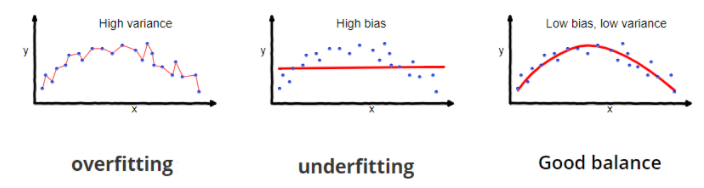 High variance
y
x
overfitting
High bias
y
x
underfitting
Low bias, low variance
y
x
Good balance